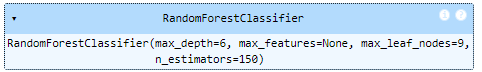 RandomForestClassifier
RandomForestClassifier(max_depth=6, max_features=None, max_leaf_nodes=9,
n_estimators=150)